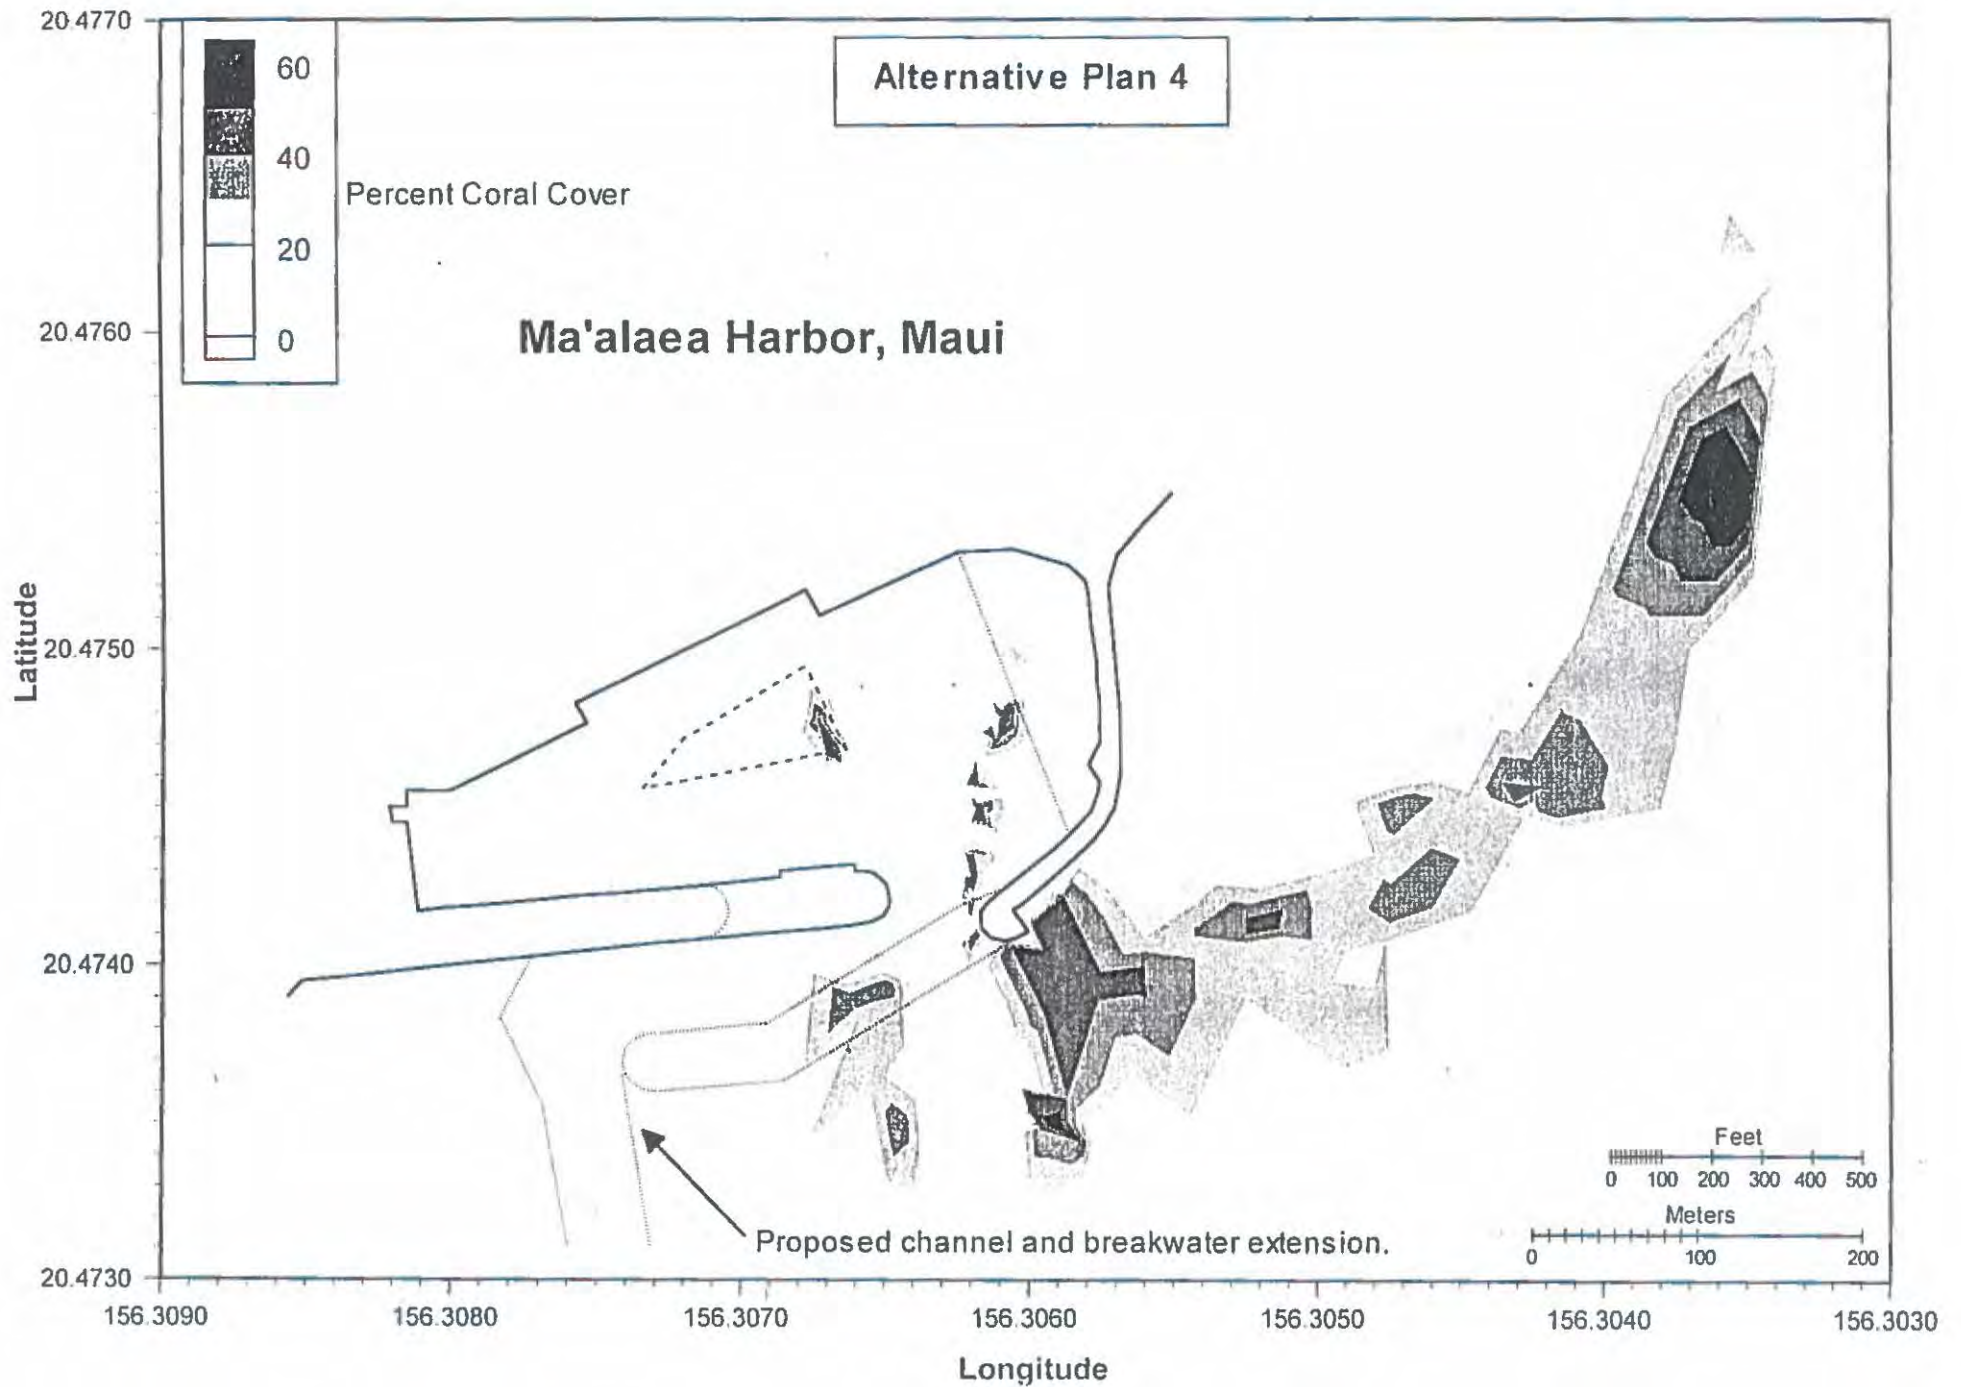 20.4770
60
Alternative Plan 4
40
Percent Coral Cover
20
20.4760
0
Ma'alaea Harbor, Maui
Latitude
20.4750
20.4740
Feet
0 100 200 300 400 500
Meters
0 100 200
Proposed channel and breakwater extension.
20.4730
156.3090 156.3080 156.3070 156.3060 156.3050 156.3040 156.3030
Longitude